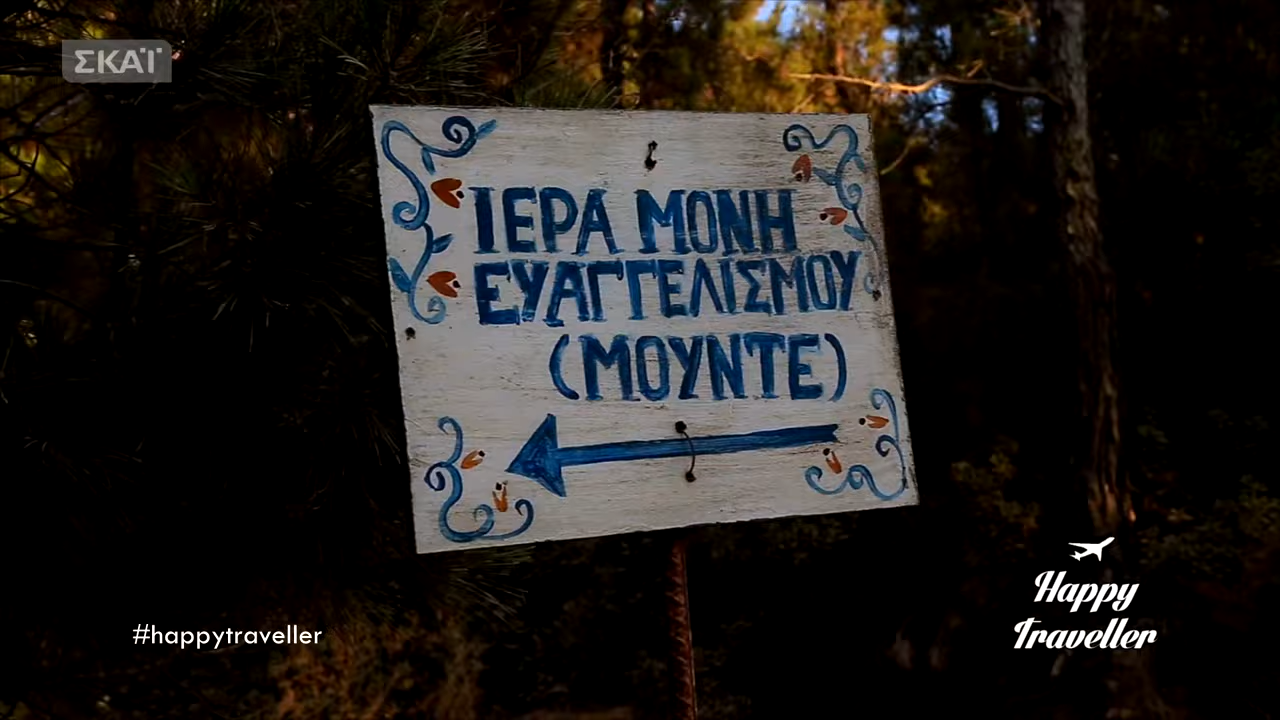 ΣΚΑΪ
ΙΕΡΑ ΜΟΝΗ
ΕΥΑΓΓΕΛΙΣΜΟΥ
(ΜΟΥΝΤΕ)
#happytraveller
Happy
Traveller